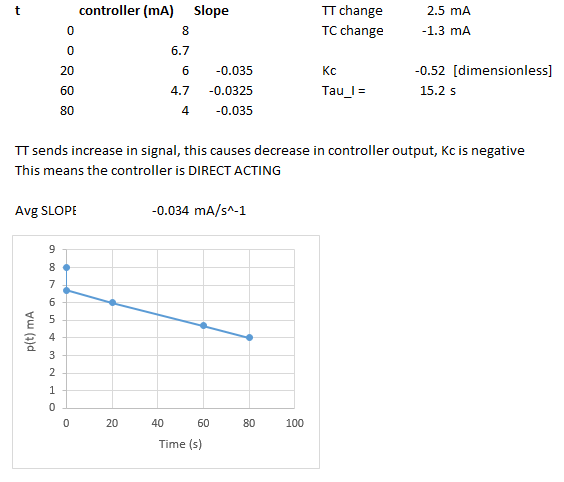 t controller (mA) Slope TT change 2.5 mA
0 8 TC change -1.3 mA
0 6.7
20 6 -0.035 Kc -0.52 [dimensionless]
60 4.7 -0.0325 Tau_I = 15.2 s
80 4 -0.035
TT sends increase in signal, this causes decrease in controller output, Kc is negative
This means the controller is DIRECT ACTING
Avg SLOPE -0.034 mA/s^-1
9
8
7
6
5
4
3
2
1
0
p(t) mA
0 20 40 60 80 100
Time (s)